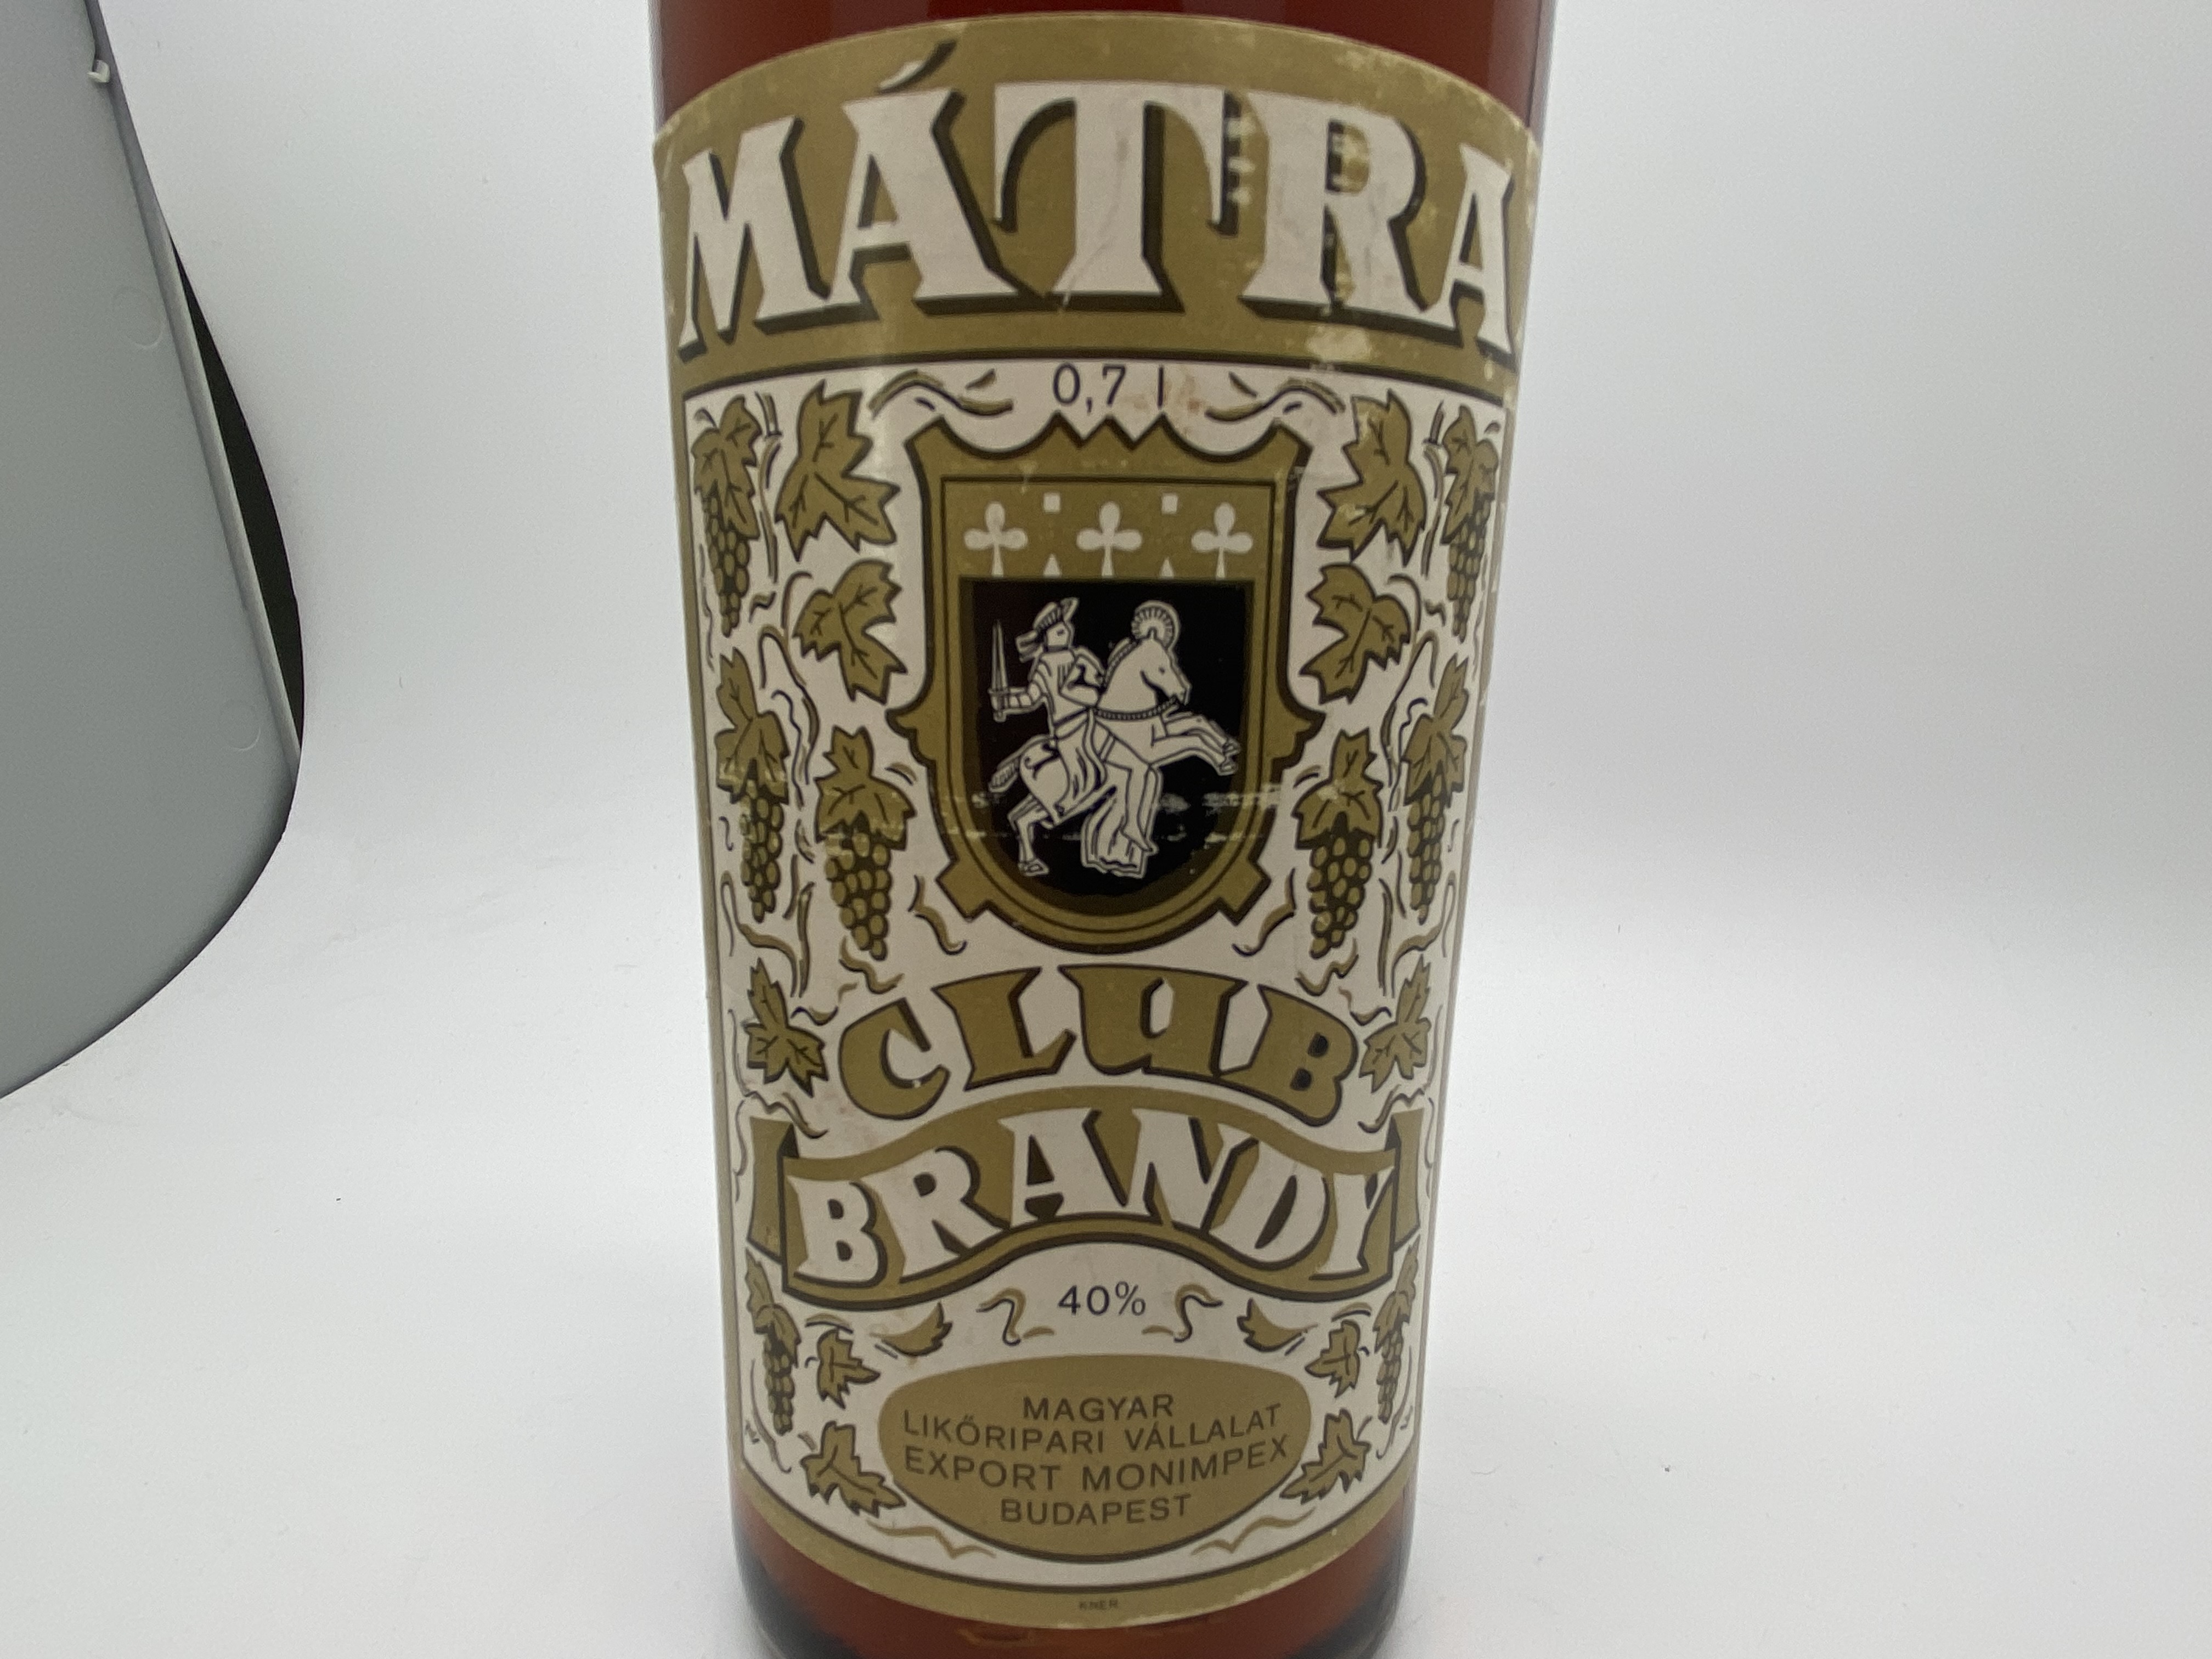 MÁTRA
0,7 l
CLUB
BRANDY
40%
MAGYAR
LIKŐRIPARI VÁLLALAT
EXPORT MONIMPEX
BUDAPEST
KNER